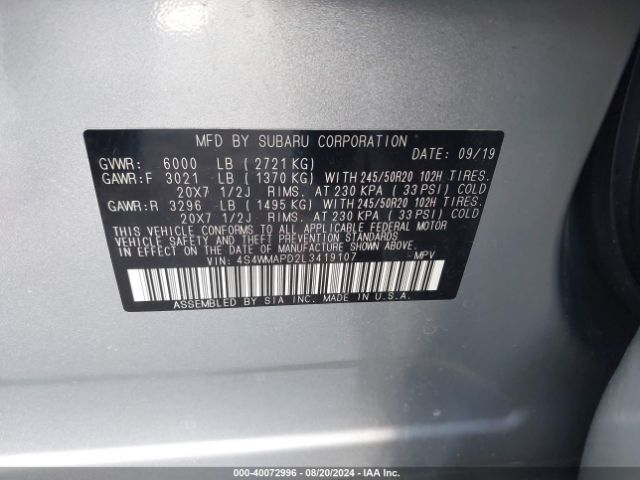 MFD BY SUBARU CORPORATION
GVWR: 6000 LB ( 2721 KG) DATE: 09/19
GAWR:F 3021 LB ( 1370 KG) WITH 245/50R20 102H TIRES.
20X7 1/2J RIMS. AT 230 KPA ( 33 PSI) COLD
GAWR:R 3296 LB ( 1495 KG) WITH 245/50R20 102H TIRES.
20X7 1/2J RIMS. AT 230 KPA ( 33 PSI) COLD
THIS VEHICLE CONFORMS TO ALL APPLICABLE FEDERAL MOTOR
VEHICLE SAFETY AND THEFT PREVENTION STANDARDS
IN EFFECT ON THE DATE OF MANUFACTURE SHOWN ABOVE.
VIN: 4S4WMAPD2L3419107 MPV
ASSEMBLED BY SIA INC. MADE IN U.S.A.
000-40072996 - 08/20/2024 - IAA Inc.